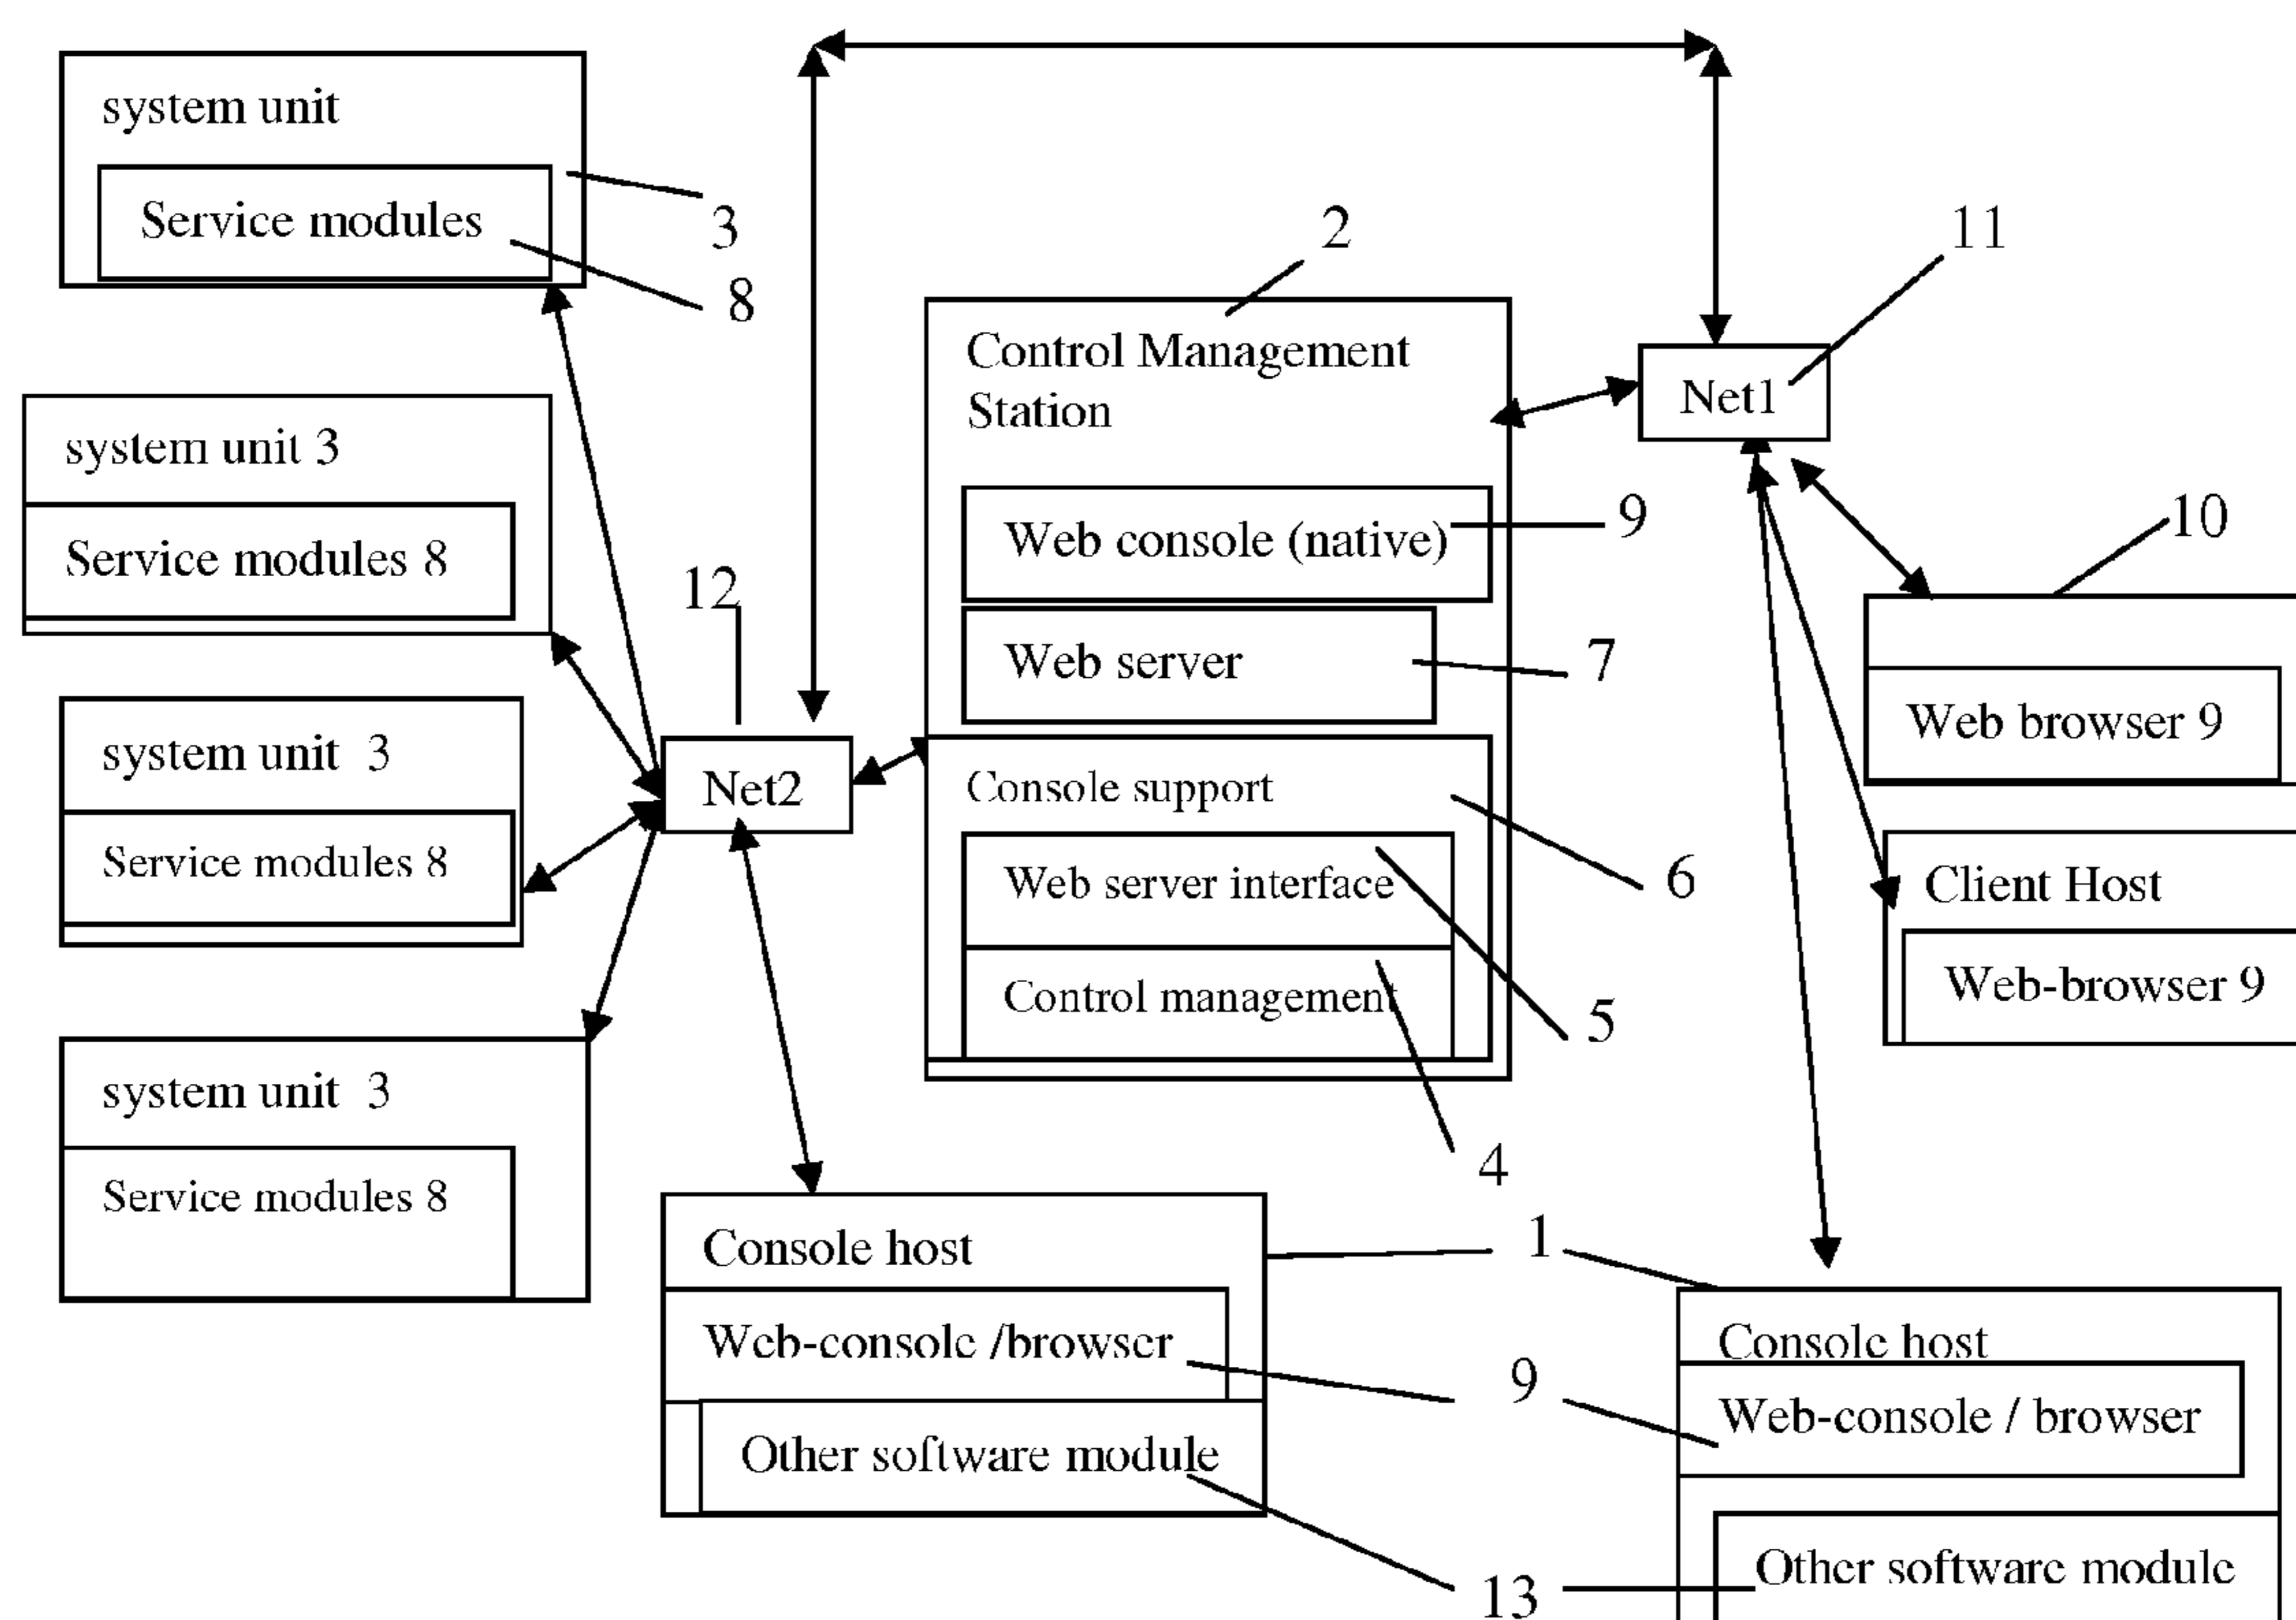 system unit
Service modules
3
8
system unit 3
Service modules 8
system unit 3
Service modules 8
system unit 3
Service modules 8
12
Net2
2
Control Management
Station
Web console (native)
9
Web server
7
Console support
6
Web server interface
5
Control management
4
11
Net1
10
Web browser 9
Client Host
Web-browser 9
Console host
1
Web-console /browser
9
Other software module
13
Console host
Web-console / browser
Other software module